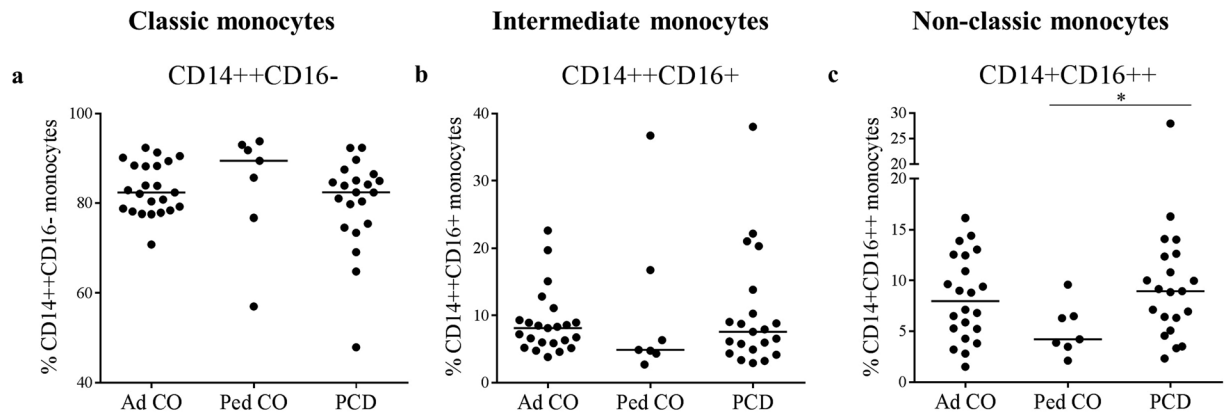 Classic monocytes
Intermediate monocytes
Non-classic monocytes
a
CD14++CD16-
b
CD14++CD16+
c
CD14+CD16++
% CD14++CD16- monocytes
100
80
60
40
Ad CO
Ped CO
PCD
% CD14++CD16+ monocytes
40
30
20
10
0
Ad CO
Ped CO
PCD
% CD14+CD16++ monocytes
*
30
25
20
20
15
10
5
0
Ad CO
Ped CO
PCD